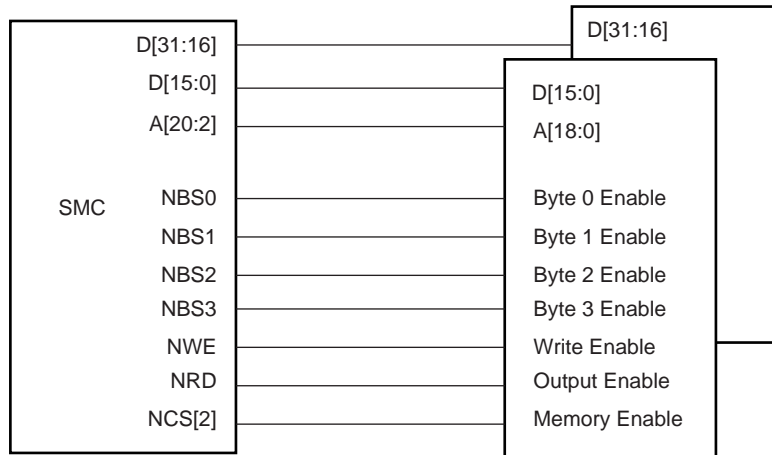 D[31:16] D[31:16]
D[15:0] D[15:0]
A[20:2] A[18:0]
SMC
NBS0 Byte 0 Enable
NBS1 Byte 1 Enable
NBS2 Byte 2 Enable
NBS3 Byte 3 Enable
NWE Write Enable
NRD Output Enable
NCS[2] Memory Enable